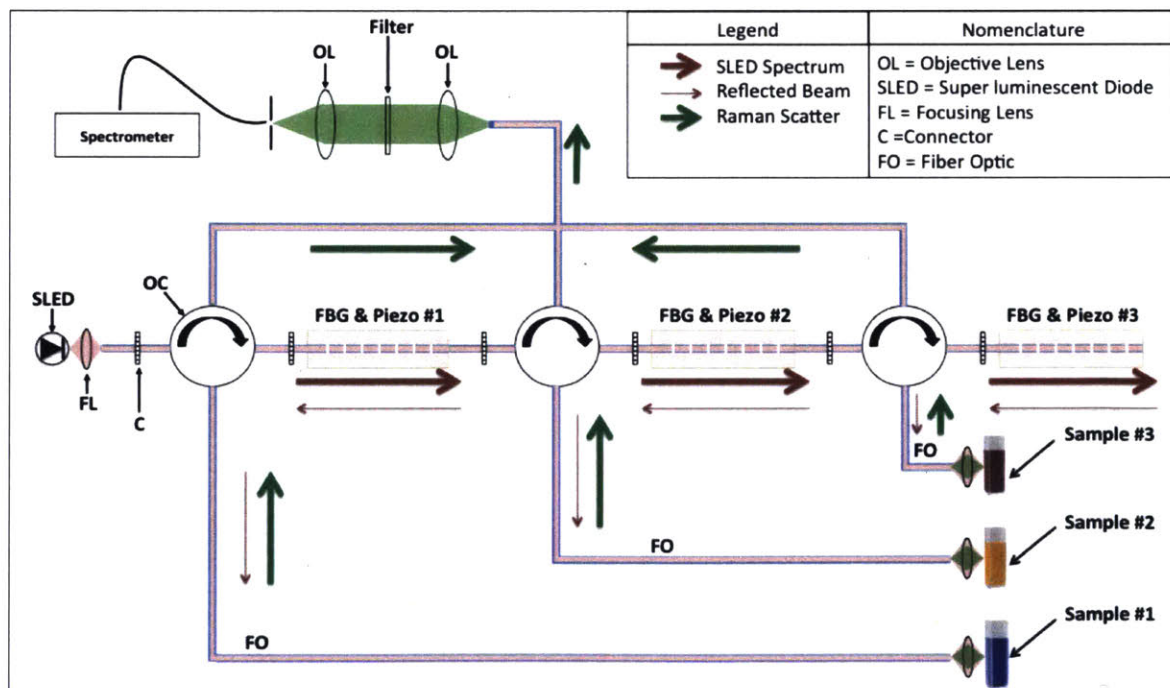 Filter
OL
OL
Spectrometer
Legend
SLED Spectrum
Reflected Beam
Raman Scatter
Nomenclature
OL = Objective Lens
SLED = Super luminescent Diode
FL = Focusing Lens
C =Connector
FO = Fiber Optic
SLED
OC
FBG & Piezo #1
FBG & Piezo #2
FBG & Piezo #3
FL
C
FO
Sample #3
FO
Sample #2
FO
Sample #1